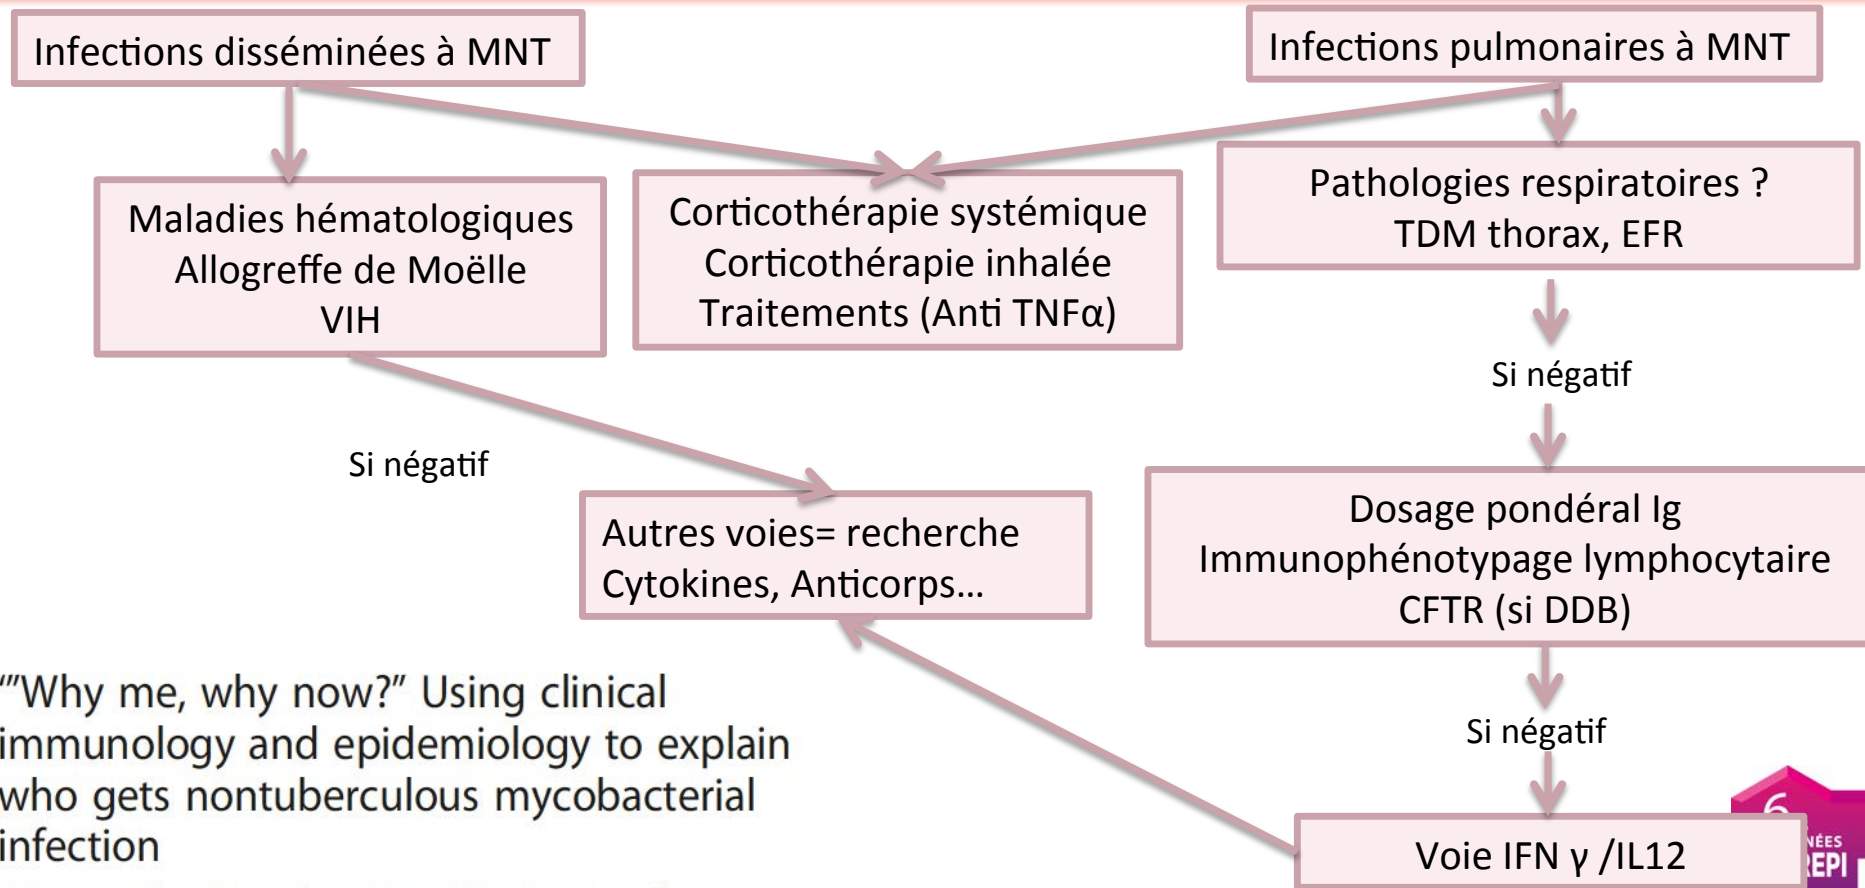 Infections disséminées à MNT
Infections pulmonaires à MNT
Maladies hématologiques
Allogreffe de Moëlle
VIH
Corticothérapie systémique
Corticothérapie inhalée
Traitements (Anti TNFα)
Pathologies respiratoires ?
TDM thorax, EFR
Si négatif
Si négatif
Autres voies= recherche
Cytokines, Anticorps...
Dosage pondéral Ig
Immunophénotypage lymphocytaire
CFTR (si DDB)
Si négatif
Voie IFN γ /IL12
“”Why me, why now?” Using clinical
immunology and epidemiology to explain
who gets nontuberculous mycobacterial
infection